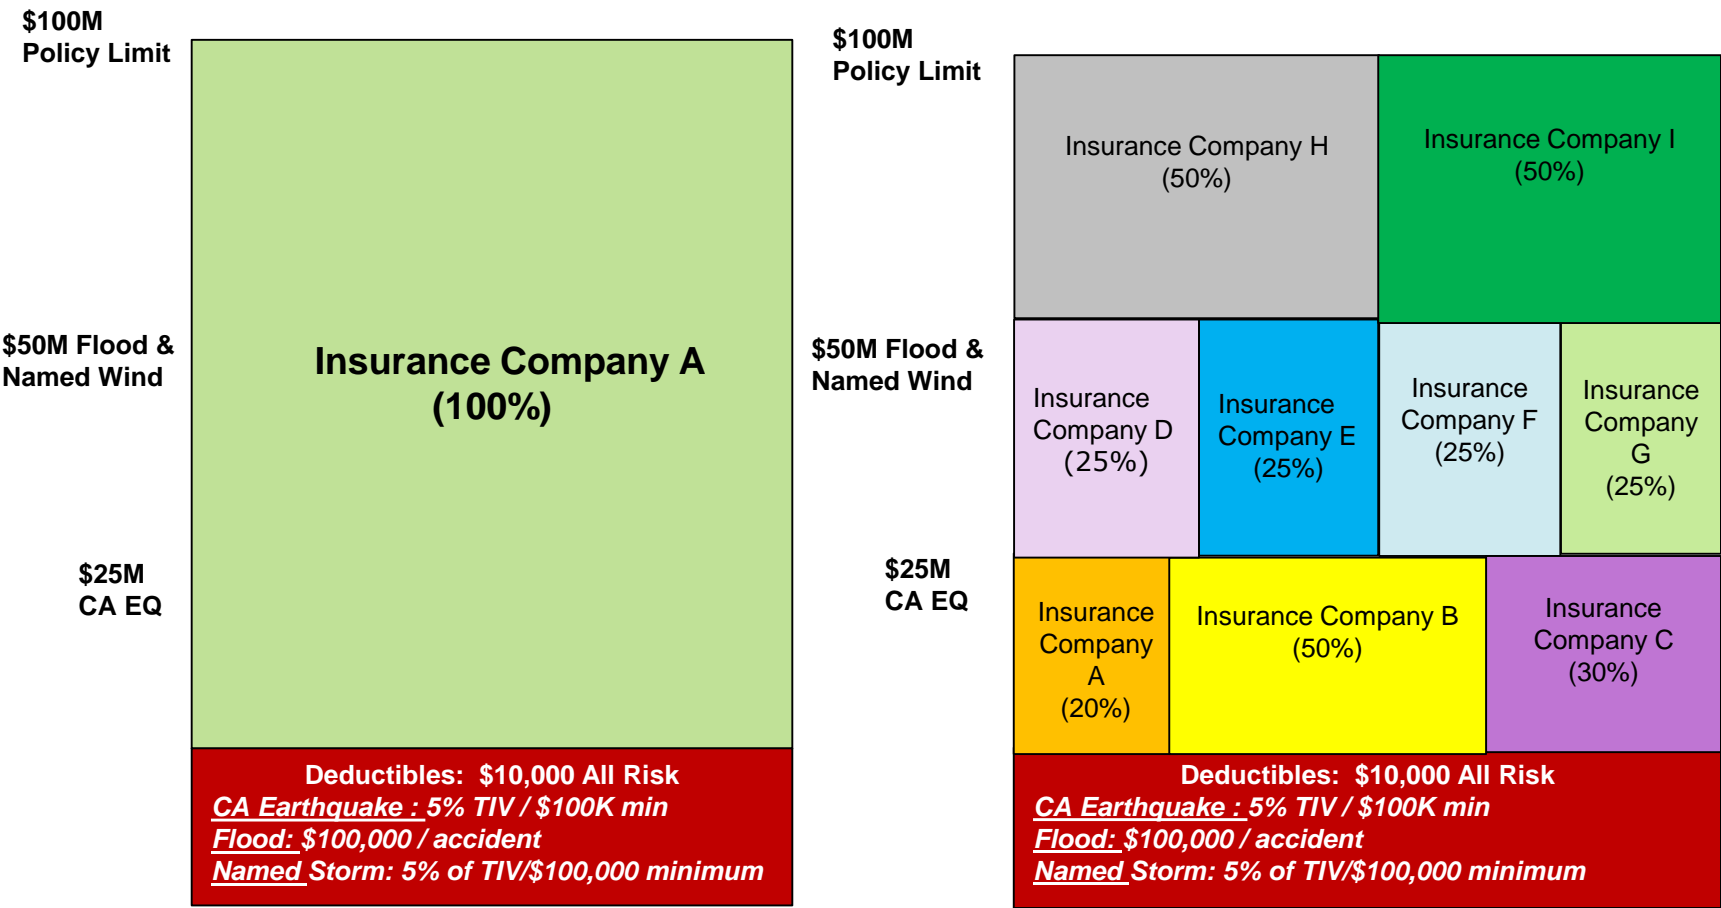 $100M
Policy Limit
$50M Flood &
Named Wind
$25M
CA EQ
Insurance Company A
(100%)
Deductibles:  $10,000 All Risk
CA Earthquake : 5% TIV / $100K min
Flood: $100,000 / accident
Named Storm: 5% of TIV/$100,000 minimum
$100M
Policy Limit
$50M Flood &
Named Wind
$25M
CA EQ
Insurance Company H
(50%)
Insurance Company I
(50%)
Insurance
Company D
(25%)
Insurance
Company E
(25%)
Insurance
Company F
(25%)
Insurance
Company
G
(25%)
Insurance
Company
A
(20%)
Insurance Company B
(50%)
Insurance
Company C
(30%)
Deductibles:  $10,000 All Risk
CA Earthquake : 5% TIV / $100K min
Flood: $100,000 / accident
Named Storm: 5% of TIV/$100,000 minimum